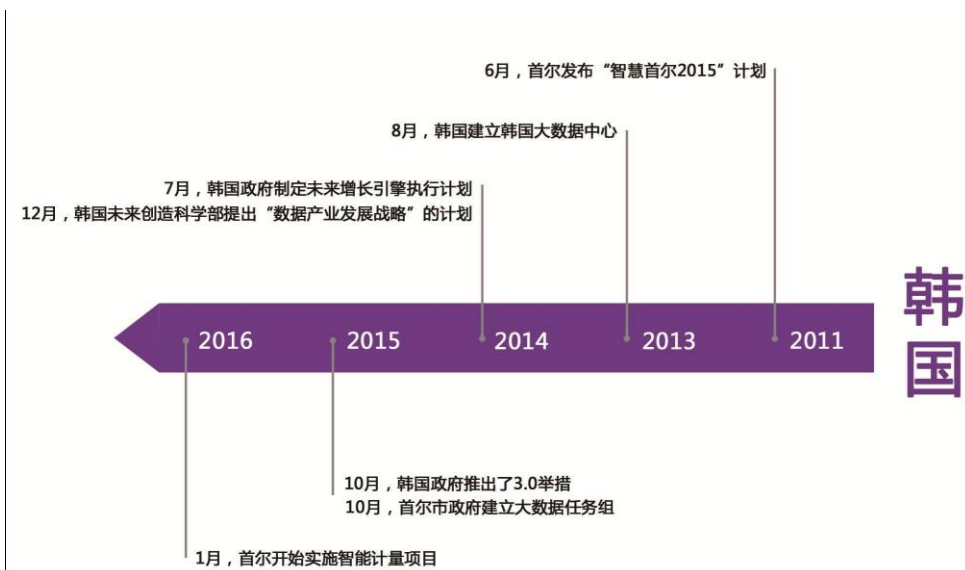 6月，首尔发布“智慧首尔2015”计划
8月，韩国建立韩国大数据中心
7月，韩国政府制定未来增长引擎执行计划
12月，韩国未来创造科学部提出“数据产业发展战略”的计划
韩国
2016 2015 2014 2013 2011
10月，韩国政府推出了3.0举措
10月，首尔市政府建立大数据任务组
1月，首尔开始实施智能计量项目